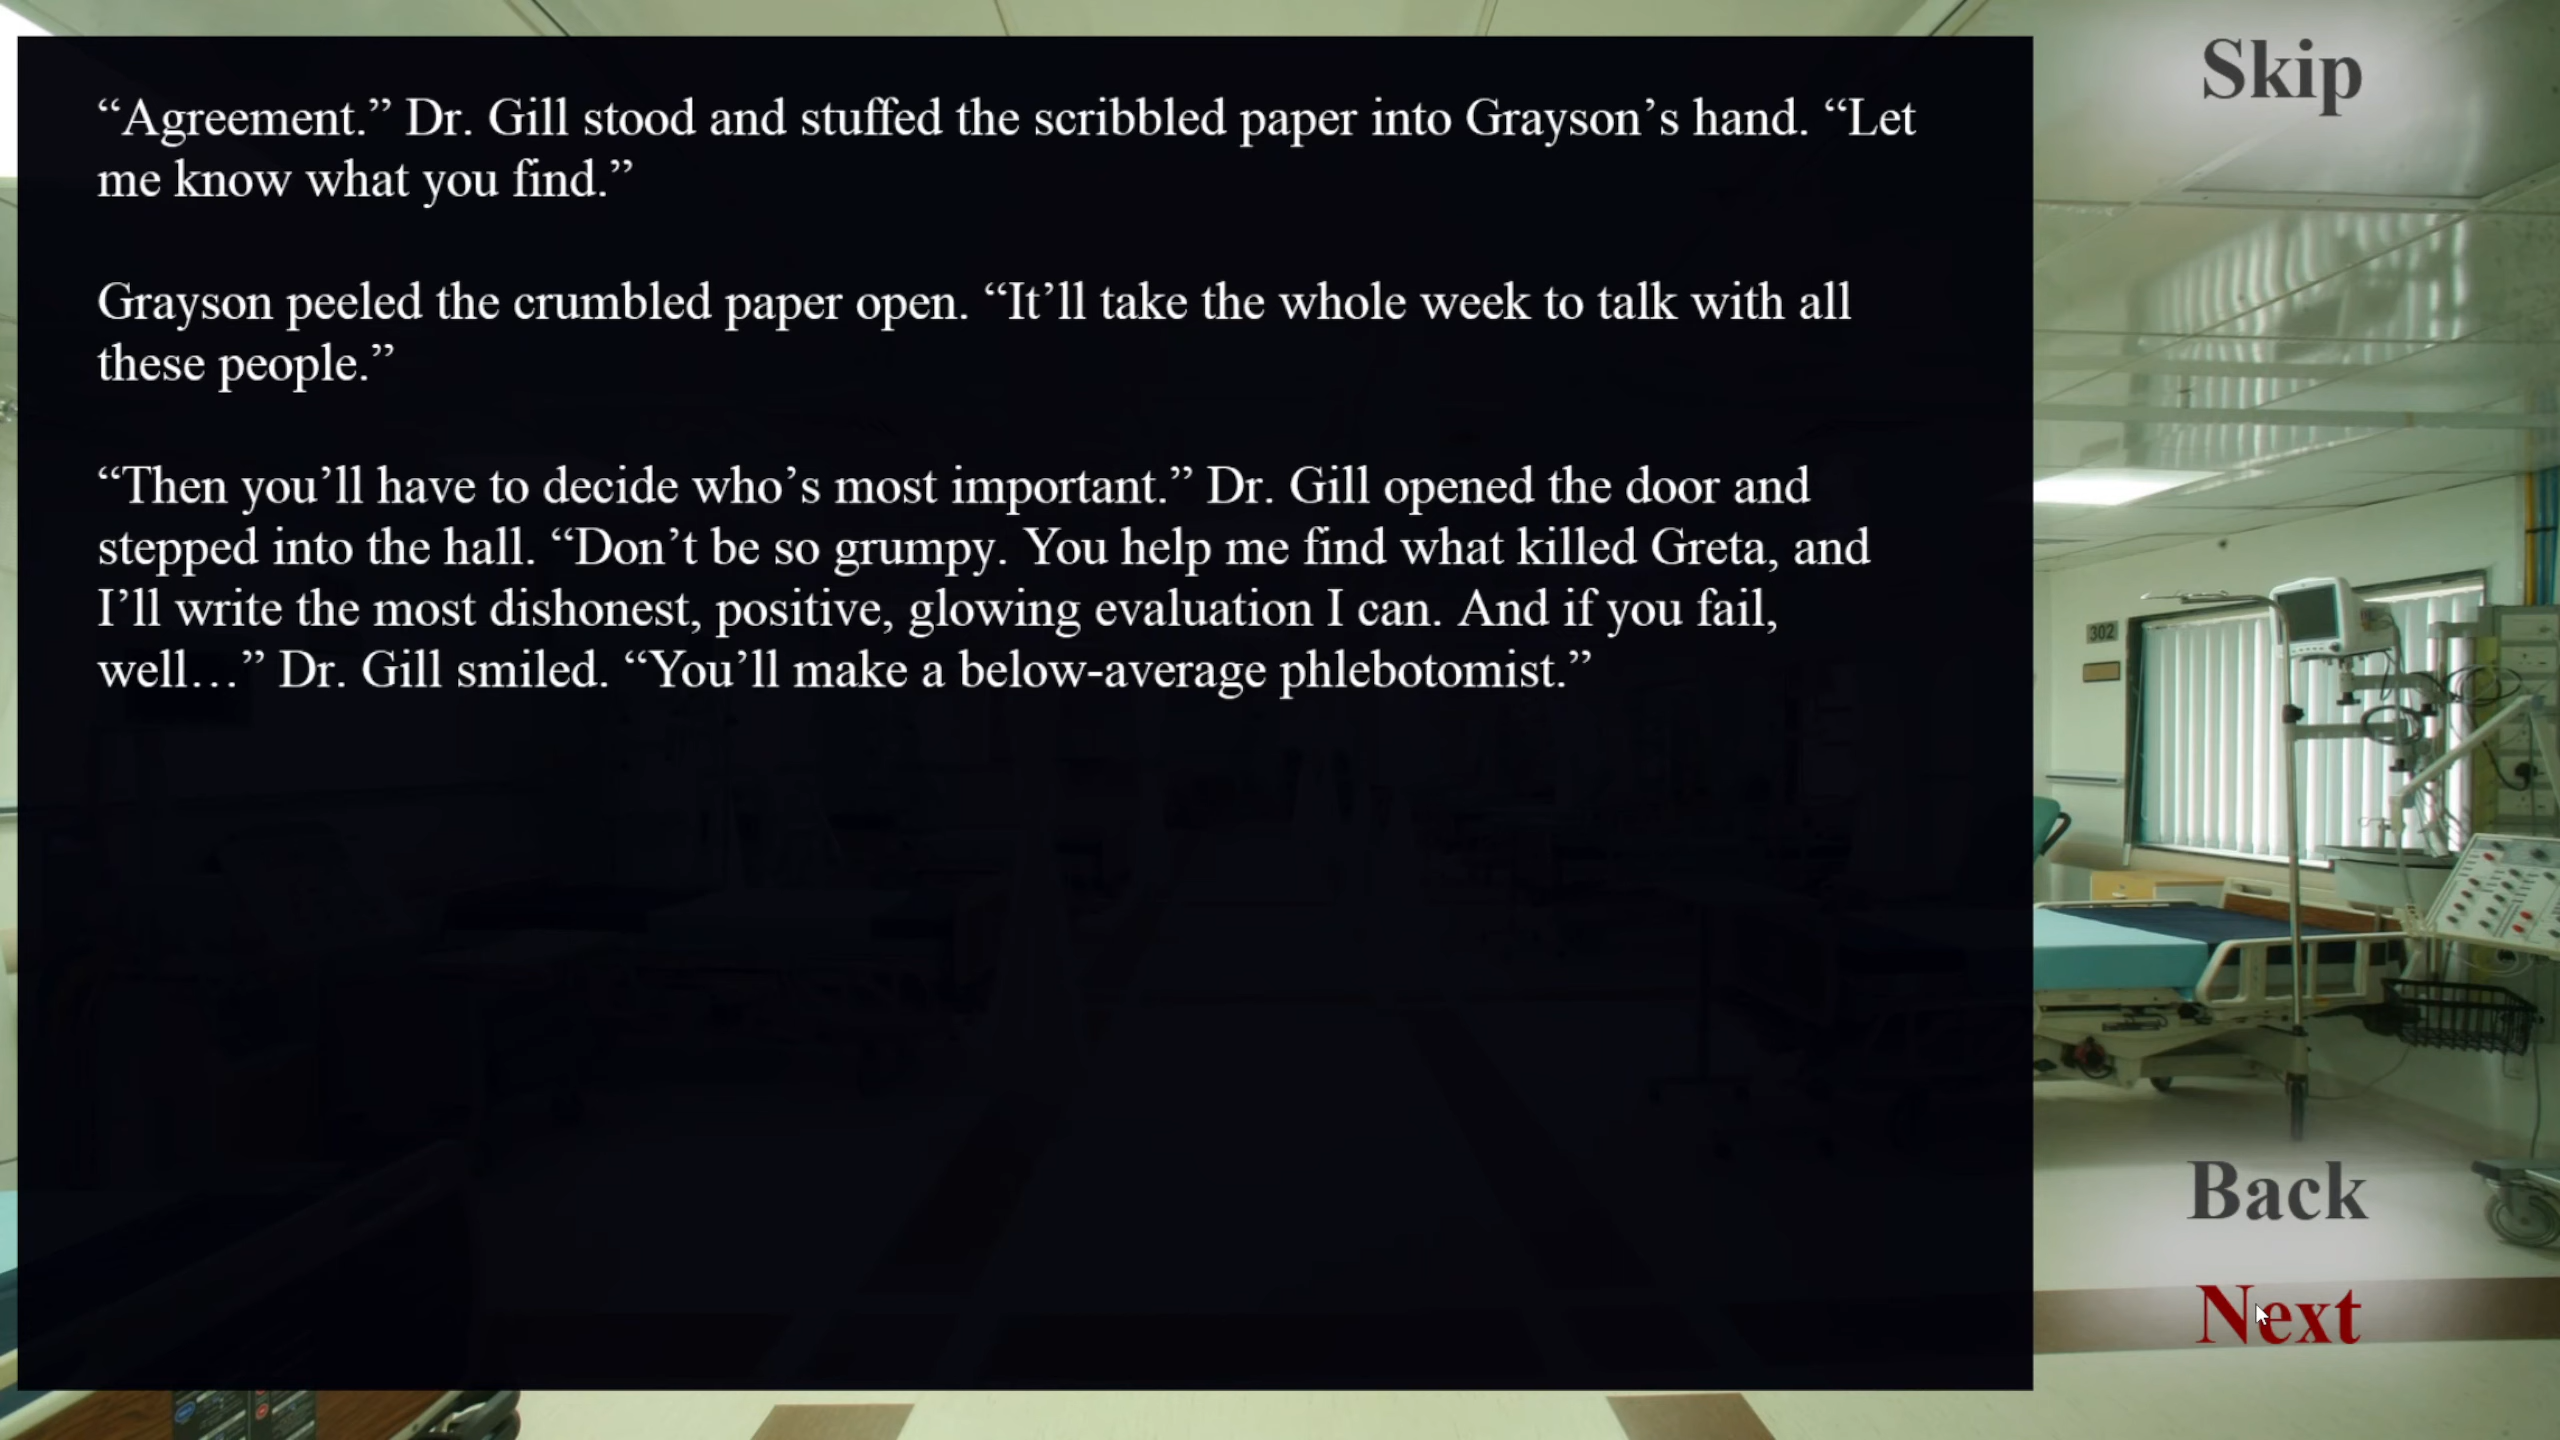 Skip
“Agreement.” Dr. Gill stood and stuffed the scribbled paper into Grayson’s hand. “Let
me know what you find.”
Grayson peeled the crumbled paper open. “It’ll take the whole week to talk with all
these people.”
“Then you’ll have to decide who’s most important.” Dr. Gill opened the door and
stepped into the hall. “Don’t be so grumpy. You help me find what killed Greta, and
I’ll write the most dishonest, positive, glowing evaluation I can. And if you fail,
well…” Dr. Gill smiled. “You’ll make a below-average phlebotomist.”
302
Back
Next